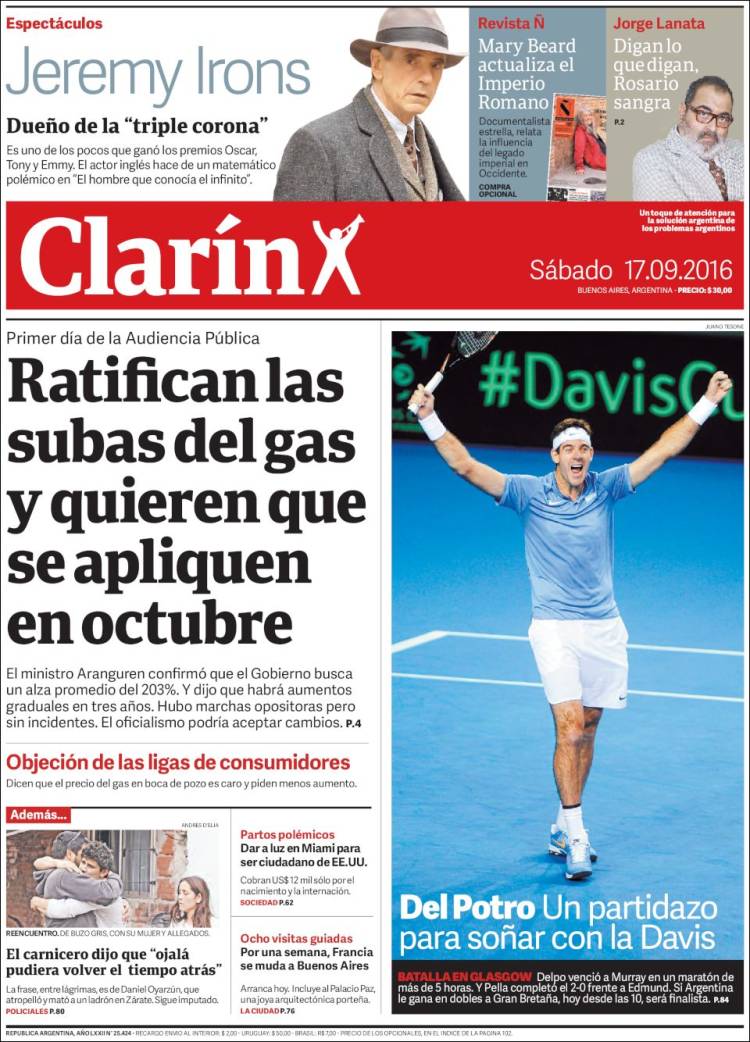 Espectáculos
Jeremy Irons
Dueño de la “triple corona”
Es uno de los pocos que ganó los premios Oscar,
Tony y Emmy. El actor inglés hace de un matemático
polémico en “El hombre que conocía el infinito”.
Revista Ñ
Mary Beard
actualiza el
Imperio
Romano
Documentalista
estrella, relata
la influencia
del legado
imperial en
Occidente.
COMPRA
OPCIONAL
Jorge Lanata
Digan lo
que digan,
Rosario
sangra
P.2
Clarín
Un toque de atención para
la solución argentina de
los problemas argentinos
Sábado 17.09.2016
BUENOS AIRES, ARGENTINA - PRECIO: $ 30,00
Primer día de la Audiencia Pública
Ratifican las
subas del gas
y quieren que
se apliquen
en octubre
El ministro Aranguren confirmó que el Gobierno busca
un alza promedio del 203%. Y dijo que habrá aumentos
graduales en tres años. Hubo marchas opositoras pero
sin incidentes. El oficialismo podría aceptar cambios. P.4
Objeción de las ligas de consumidores
Dicen que el precio del gas en boca de pozo es caro y piden menos aumento.
Además...
ANDRES D'ELIA
REENCUENTRO. DE BUZO GRIS, CON SU MUJER Y ALLEGADOS.
El carnicero dijo que “ojalá
pudiera volver el tiempo atrás”
La frase, entre lágrimas, es de Daniel Oyarzún, que
atropelló y mató a un ladrón en Zárate. Sigue imputado.
POLICIALES P.80
Partos polémicos
Dar a luz en Miami para
ser ciudadano de EE.UU.
Cobran US$ 12 mil sólo por el
nacimiento y la internación.
SOCIEDAD P.62
Ocho visitas guiadas
Por una semana, Francia
se muda a Buenos Aires
Arranca hoy. Incluye al Palacio Paz,
una joya arquitectónica porteña.
LA CIUDAD P.76
JUANO TESONE
#DavisCu
Del Potro Un partidazo
para soñar con la Davis
BATALLA EN GLASGOW Delpo venció a Murray en un maratón de
más de 5 horas. Y Pella completó el 2-0 frente a Edmund. Si Argentina
le gana en dobles a Gran Bretaña, hoy desde las 10, será finalista. P.84
REPUBLICA ARGENTINA, AÑO LXXII Nº 25.424 - RECARGO ENVIO AL INTERIOR: $ 2,00 - URUGUAY: $ 50,00 - BRASIL: R$ 7,00 - PRECIO DE LOS OPCIONALES, EN EL INDICE DE LA PAGINA 102.